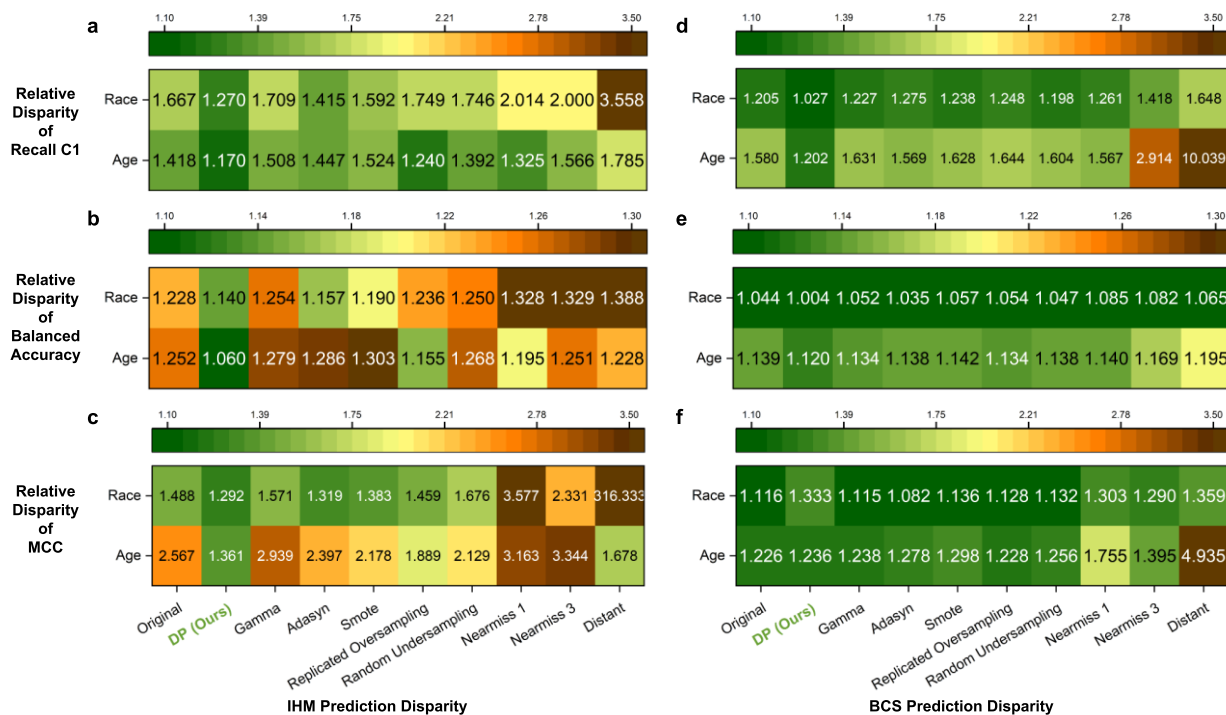 a
1.10 1.39 1.75 2.21 2.78 3.50
Relative
Disparity
of
Recall C1
Race 1.667 1.270 1.709 1.415 1.592 1.749 1.746 2.014 2.000 3.558
Age 1.418 1.170 1.508 1.447 1.524 1.240 1.392 1.325 1.566 1.785
d
1.10 1.39 1.75 2.21 2.78 3.50
Race 1.205 1.027 1.227 1.275 1.238 1.248 1.198 1.261 1.418 1.648
Age 1.580 1.202 1.631 1.569 1.628 1.644 1.604 1.567 2.914 10.039
b
1.10 1.14 1.18 1.22 1.26 1.30
Relative
Disparity
of
Balanced
Accuracy
Race 1.228 1.140 1.254 1.157 1.190 1.236 1.250 1.328 1.329 1.388
Age 1.252 1.060 1.279 1.286 1.303 1.155 1.268 1.195 1.251 1.228
e
1.10 1.14 1.18 1.22 1.26 1.30
Race 1.044 1.004 1.052 1.035 1.057 1.054 1.047 1.085 1.082 1.065
Age 1.139 1.120 1.134 1.138 1.142 1.134 1.138 1.140 1.169 1.195
c
1.10 1.39 1.75 2.21 2.78 3.50
Relative
Disparity
of
MCC
Race 1.488 1.292 1.571 1.319 1.383 1.459 1.676 3.577 2.331 316.333
Age 2.567 1.361 2.939 2.397 2.178 1.889 2.129 3.163 3.344 1.678
Original DP (Ours) Gamma Adasyn Smote Replicated Oversampling Random Undersampling Nearmiss 1 Nearmiss 3 Distant
IHM Prediction Disparity
f
1.10 1.39 1.75 2.21 2.78 3.50
Race 1.116 1.333 1.115 1.082 1.136 1.128 1.132 1.303 1.290 1.359
Age 1.226 1.236 1.238 1.278 1.298 1.228 1.256 1.755 1.395 4.935
Original DP (Ours) Gamma Adasyn Smote Replicated Oversampling Random Undersampling Nearmiss 1 Nearmiss 3 Distant
BCS Prediction Disparity